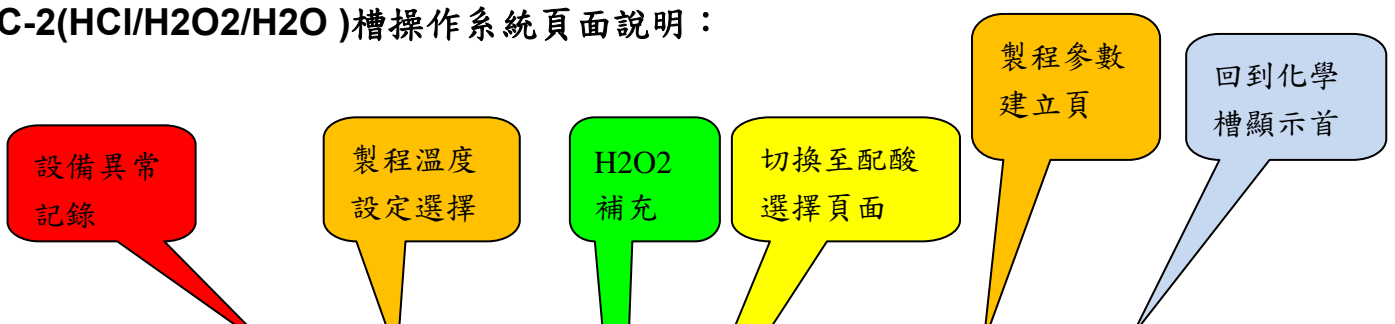 C-2(HCl/H2O2/H2O )槽操作系統頁面說明：
製程參數
建立頁
回到化學
槽顯示首
設備異常
記錄
製程溫度
設定選擇
H2O2
補充
切換至配酸
選擇頁面